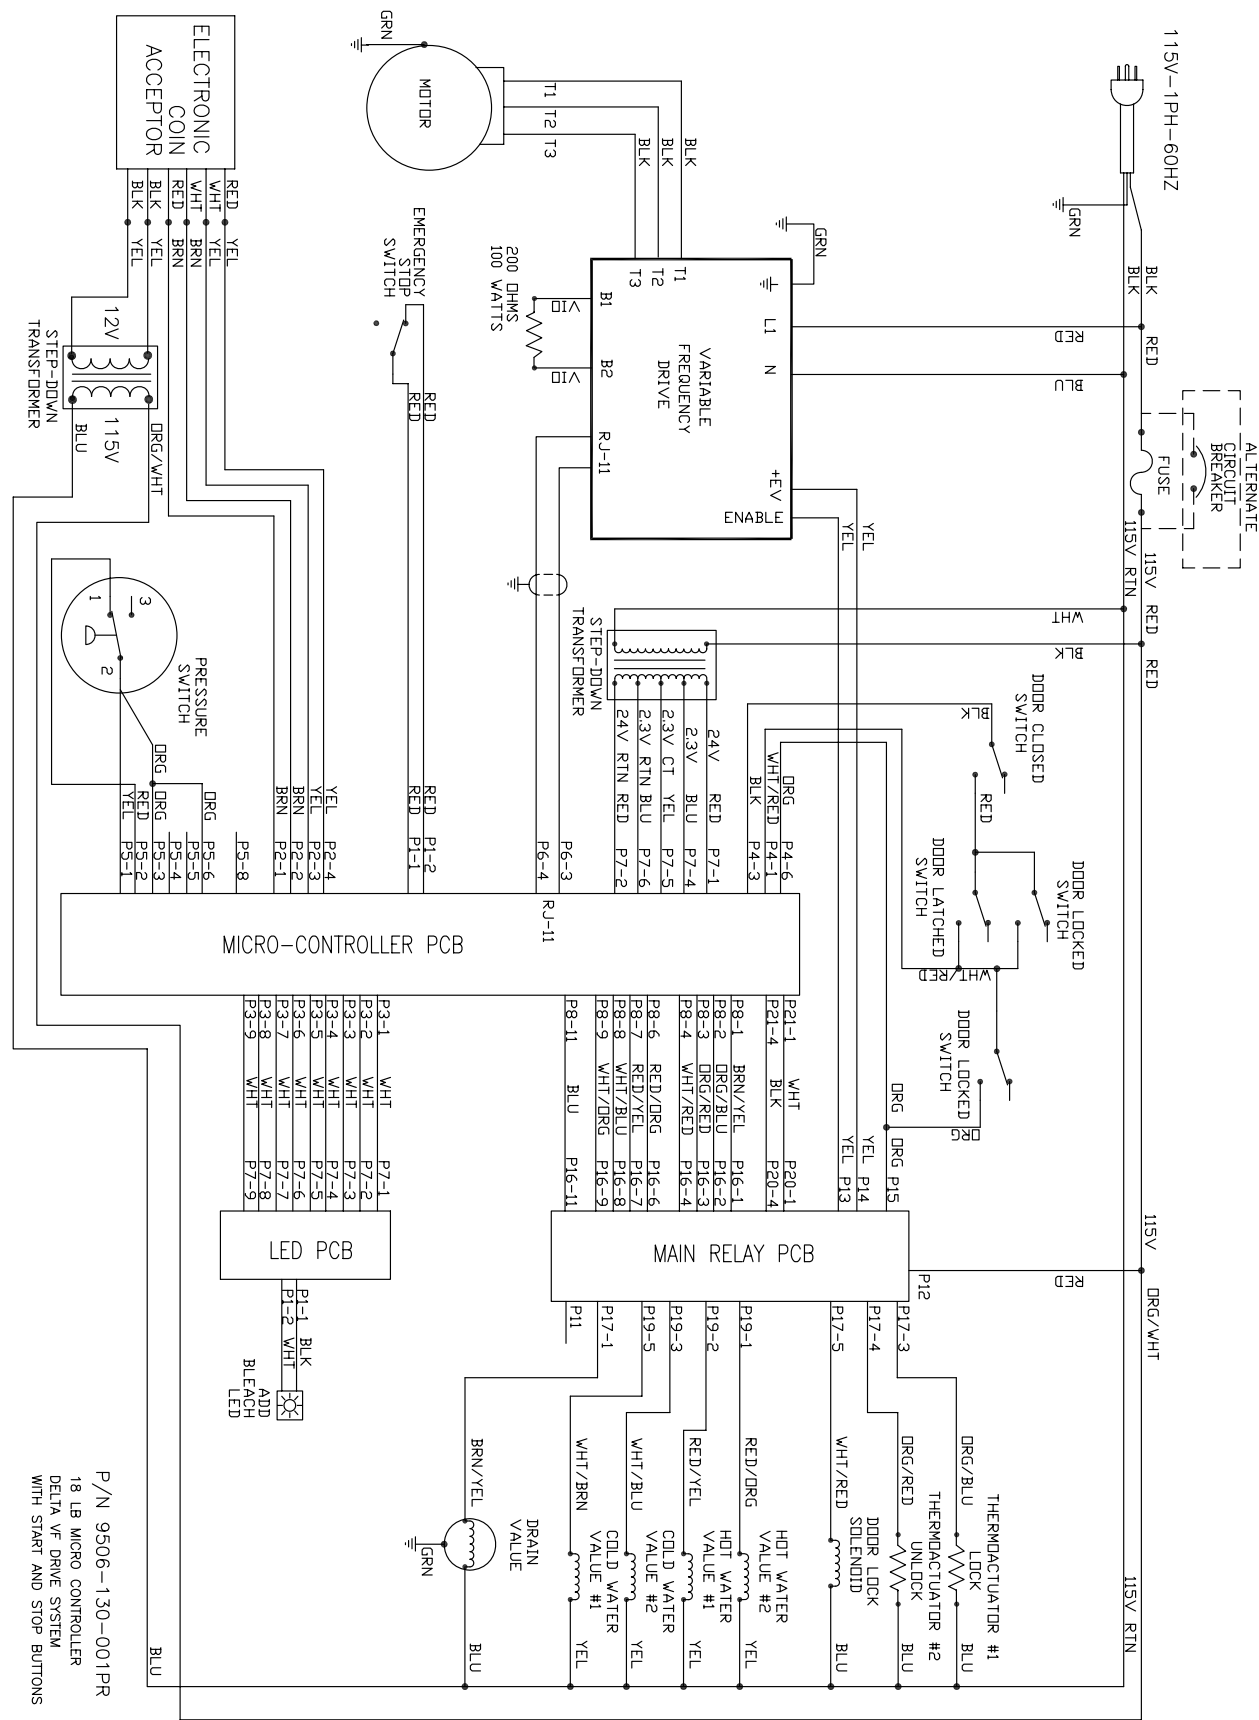 115V-1PH-60HZ
GRN
BLK
BLK
RED
RED
BLU
ALTERNATE
CIRCUIT
BREAKER
FUSE
115V
115V RTN
RED
WHT
BLK
RED
115V
ORG/WHT
RED
115V RTN
GRN
MOTOR
T1
T2
T3
BLK
BLK
BLK
GRN
T1
T2
T3
L1
N
VARIABLE
FREQUENCY
DRIVE
+EV
ENABLE
B1
B2
RJ-11
VIO
VIO
200 OHMS
100 WATTS
YEL
YEL
STEP-DOWN
TRANSFORMER
24V
2.3V
2.3V CT
2.3V RTN
24V RTN
RED
BLU
YEL
BLU
RED
P7-1
P7-4
P7-5
P7-6
P7-2
DOOR CLOSED
SWITCH
BLK
RED
DOOR LOCKED
SWITCH
DOOR LATCHED
SWITCH
WHT/RED
DOOR LOCKED
SWITCH
ORG
ORG
WHT/RED
BLK
P4-6
P4-1
P4-3
ELECTRONIC
COIN
ACCEPTOR
RED
WHT
WHT
RED
BLK
BLK
YEL
YEL
BRN
BRN
YEL
YEL
12V
115V
STEP-DOWN
TRANSFORMER
ORG/WHT
BLU
EMERGENCY
STOP
SWITCH
RED
RED
RED P1-2
RED P1-1
P6-3
P6-4
RJ-11
PRESSURE
SWITCH
1
2
3
ORG
ORG
ORG
RED
YEL
P5-8
P5-6
P5-5
P5-4
P5-3
P5-2
P5-1
YEL P2-4
YEL P2-3
BRN P2-2
BRN P2-1
MICRO-CONTROLLER PCB
P21-1 WHT P20-1
P21-4 BLK P20-4
P8-1 BRN/YEL P16-1
P8-2 ORG/BLU P16-2
P8-3 ORG/RED P16-3
P8-4 WHT/RED P16-4
P8-6 RED/ORG P16-6
P8-7 RED/YEL P16-7
P8-8 WHT/BLU P16-8
P8-9 WHT/ORG P16-9
P8-11 BLU P16-11
P3-1 WHT P7-1
P3-2 WHT P7-2
P3-3 WHT P7-3
P3-4 WHT P7-4
P3-5 WHT P7-5
P3-6 WHT P7-6
P3-7 WHT P7-7
P3-8 WHT P7-8
P3-9 WHT P7-9
ORG
ORG P15
YEL P14
YEL P13
MAIN RELAY PCB
P12
LED PCB
P1-1 BLK
P1-2 WHT
ADD
BLEACH
LED
P17-3
P17-4
P17-5
P19-1
P19-2
P19-3
P19-5
P17-1
P11
ORG/BLU
THERMOACTUATOR #1
LOCK
BLU
ORG/RED
THERMOACTUATOR #2
UNLOCK
BLU
WHT/RED
DOOR LOCK
SOLENOID
BLU
RED/ORG
HOT WATER
VALUE #2
YEL
RED/YEL
HOT WATER
VALUE #1
YEL
WHT/BLU
COLD WATER
VALUE #2
YEL
WHT/BRN
COLD WATER
VALUE #1
YEL
BRN/YEL
DRAIN
VALUE
GRN
BLU
BLU
P/N 9506-130-001PR
18 LB MICRO CONTROLLER
DELTA VF DRIVE SYSTEM
WITH START AND STOP BUTTONS